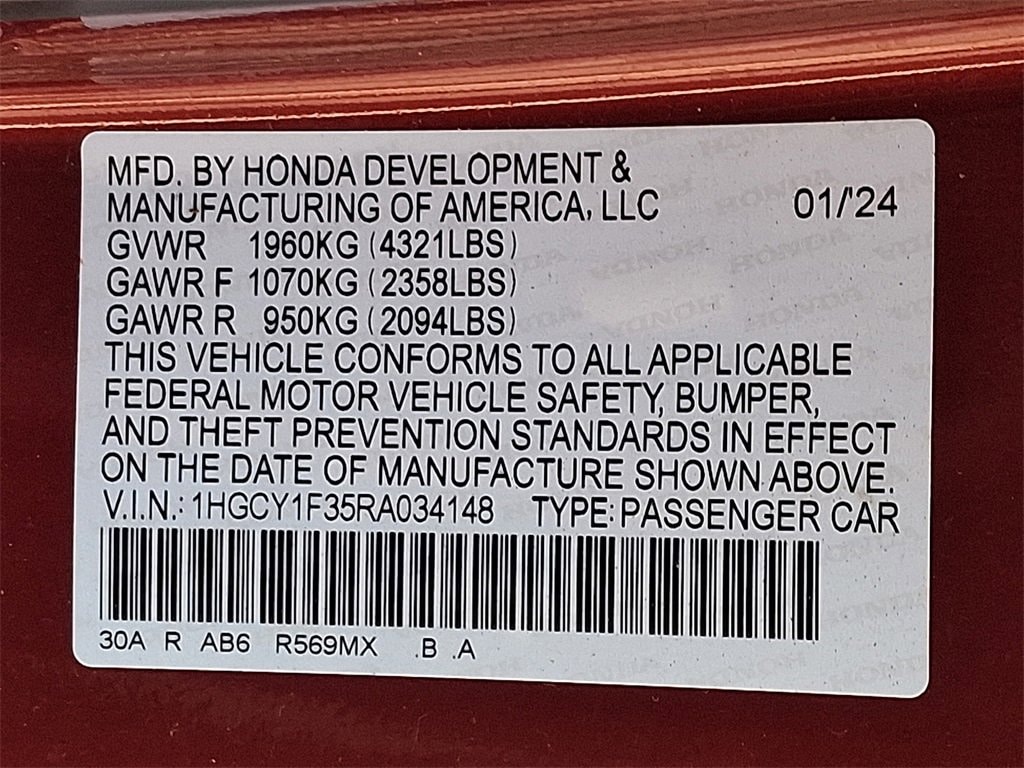 MFD. BY HONDA DEVELOPMENT &
MANUFACTURING OF AMERICA, LLC 01/'24
GVWR 1960KG (4321LBS)
GAWR F 1070KG (2358LBS)
GAWR R 950KG (2094LBS)
THIS VEHICLE CONFORMS TO ALL APPLICABLE
FEDERAL MOTOR VEHICLE SAFETY, BUMPER,
AND THEFT PREVENTION STANDARDS IN EFFECT
ON THE DATE OF MANUFACTURE SHOWN ABOVE.
V.I.N.: 1HGCY1F35RA034148 TYPE: PASSENGER CAR
30A R AB6 R569MX .B .A